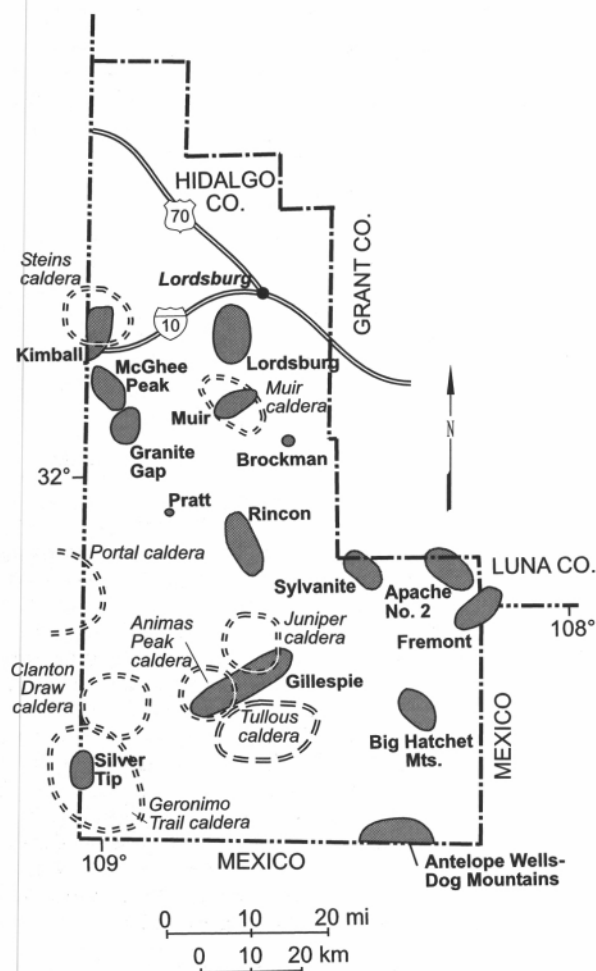 HIDALGO
CO.
70
GRANT CO.
Steins
caldera
Lordsburg
10
Kimball
Lordsburg
McGhee
Peak
Muir
caldera
Muir
Granite
Gap
Brockman
N
32°
Pratt
Rincon
Portal caldera
Sylvanite
Apache
No. 2
LUNA CO.
108°
Fremont
Animas
Peak
caldera
Juniper
caldera
Clanton
Draw
caldera
Gillespie
Tullous
caldera
Big Hatchet
Mts.
MEXICO
Silver
Tip
Geronimo
Trail caldera
109°
MEXICO
Antelope Wells-
Dog Mountains
0 10 20 mi
0 10 20 km